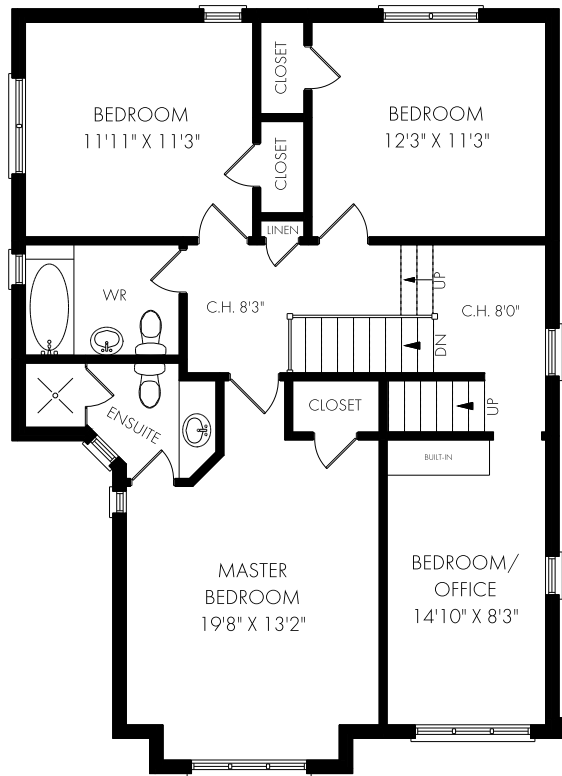 CLOSET
BEDROOM
11'11" X 11'3"
BEDROOM
12'3" X 11'3"
CLOSET
LINEN
WR
C.H. 8'3"
UP
C.H. 8'0"
DN
ENSUITE
CLOSET
UP
BUILT-IN
MASTER
BEDROOM
19'8" X 13'2"
BEDROOM/
OFFICE
14'10" X 8'3"